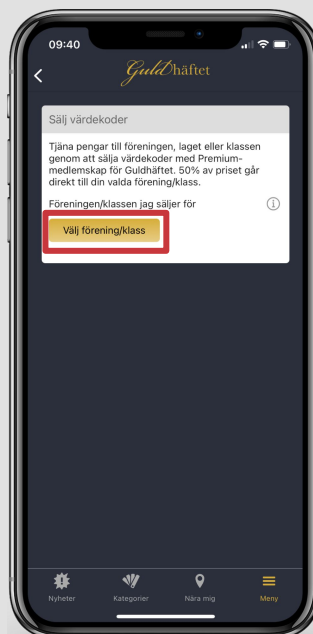 09:40
Guldhäftet
Sälj värdekoder
Tjäna pengar till föreningen, laget eller klassen
genom att sälja värdekoder med Premium-
medlemskap för Guldhäftet. 50% av priset går
direkt till din valda förening/klass.
Föreningen/klassen jag säljer för
Välj förening/klass
Nyheter Kategorier Nära mig Meny